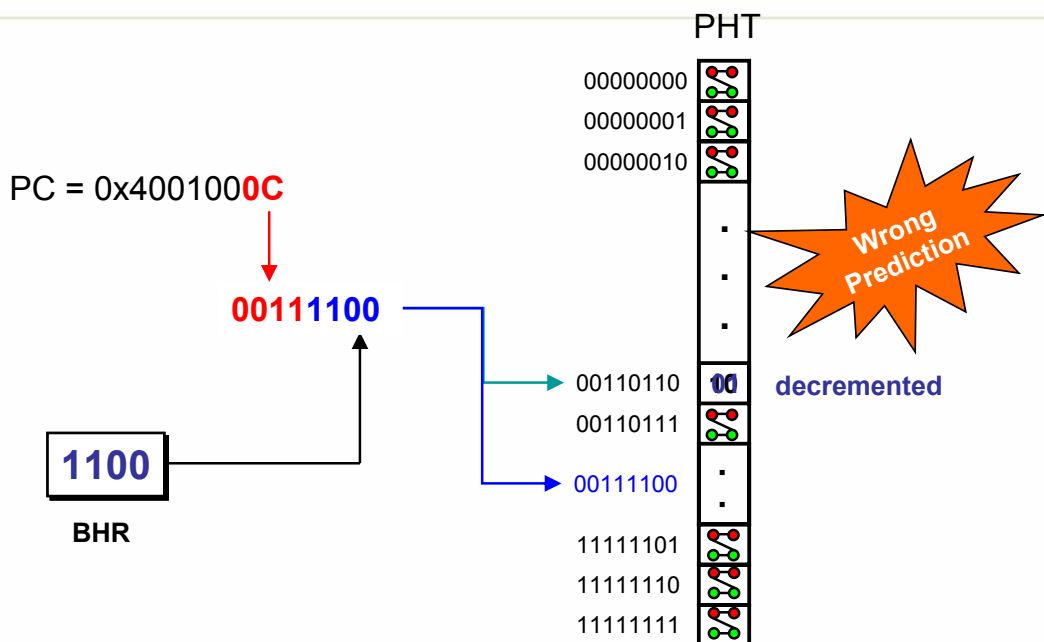 PHT
00000000
00000001
00000010
PC = 0x4001000C
Wrong
Prediction
.
.
.
00111100
00110110
decremented
00110111
1100
00111100
.
.
BHR
11111101
11111110
11111111